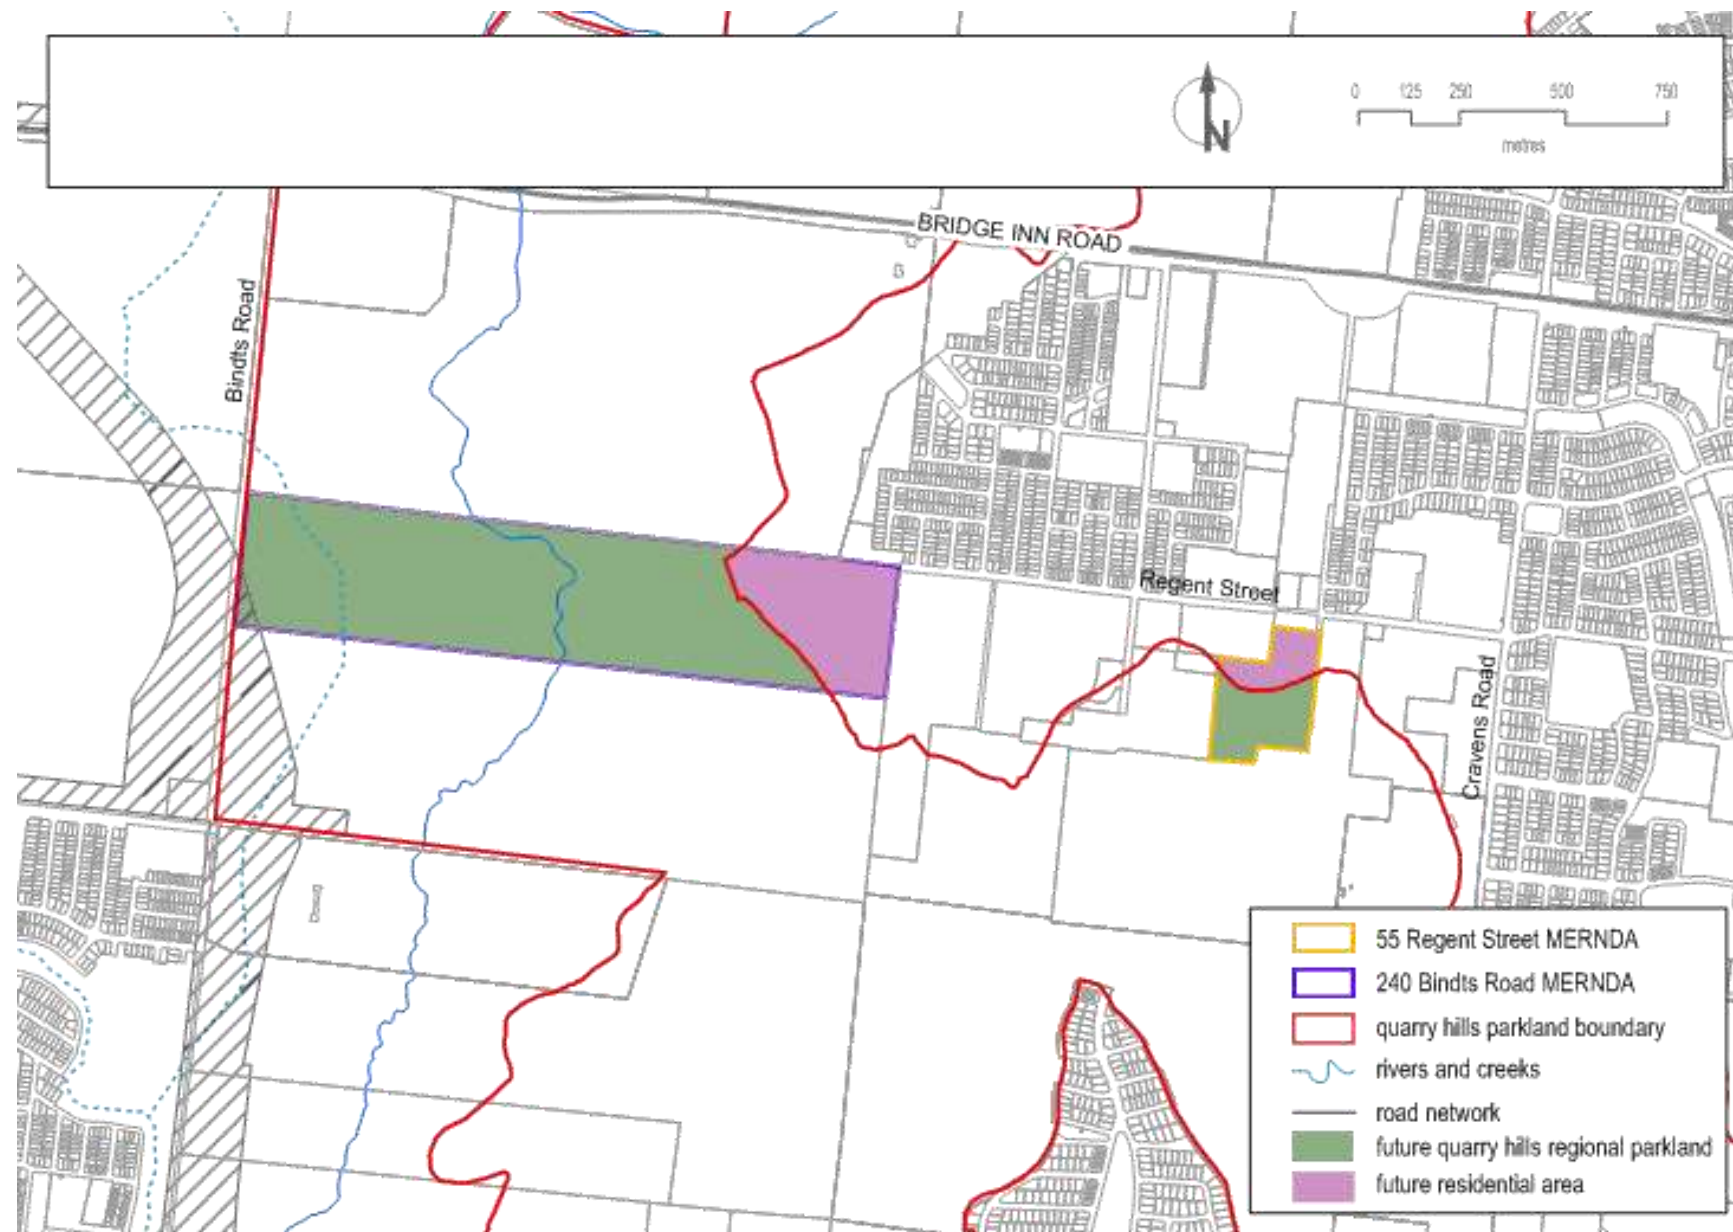 N
0 125 250 500 750
metres
BRIDGE INN ROAD
Bindts Road
Regent Street
Cravens Road
55 Regent Street MERNDA
240 Bindts Road MERNDA
quarry hills parkland boundary
rivers and creeks
road network
future quarry hills regional parkland
future residential area